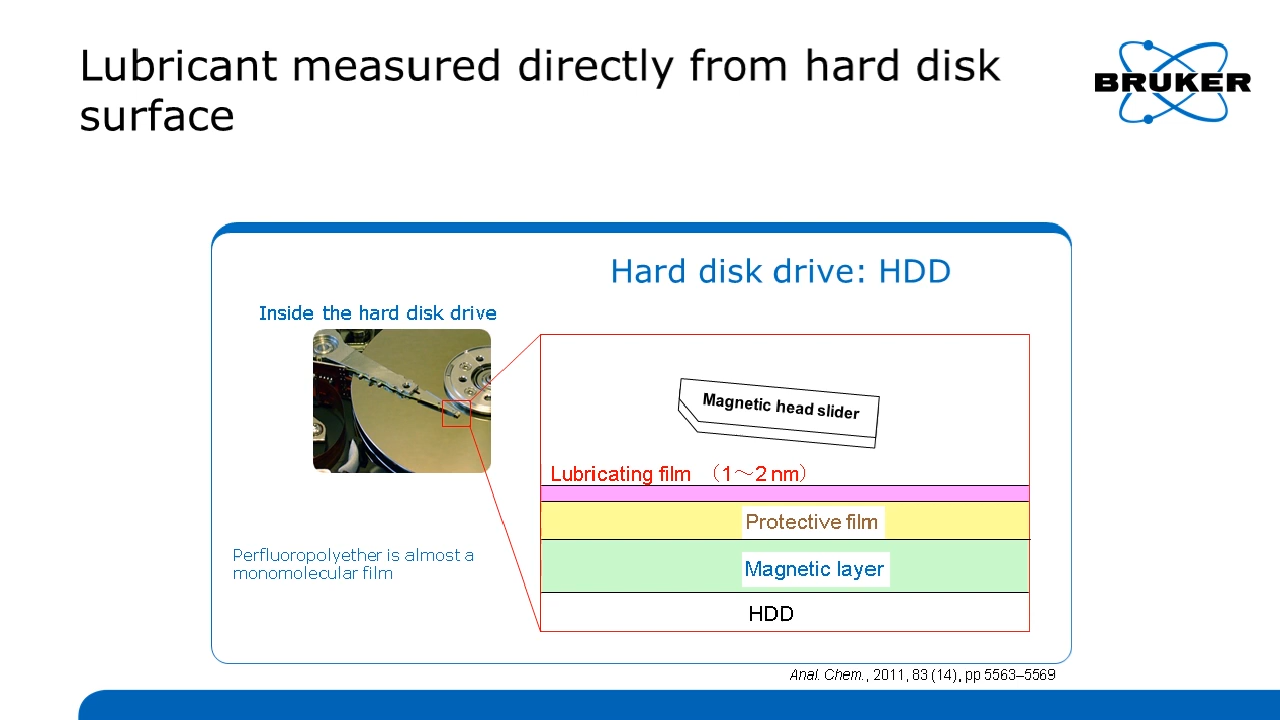 Lubricant measured directly from hard disk
surface
BRUKER
Hard disk drive: HDD
Inside the hard disk drive
Magnetic head slider
Lubricating film （1～2 nm）
Protective film
Perfluoropolyether is almost a
monomolecular film
Magnetic layer
HDD
Anal. Chem., 2011, 83 (14), pp 5563–5569